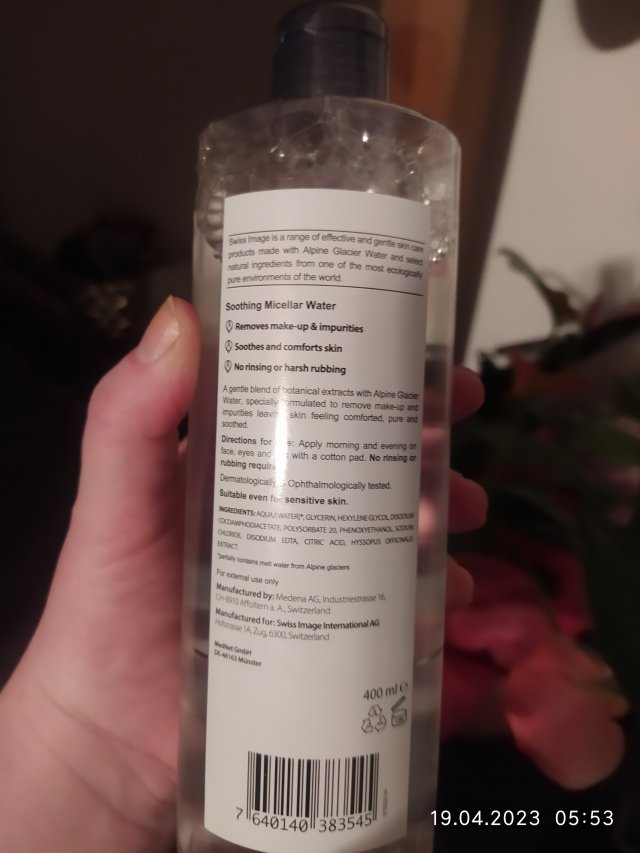 Swiss Image is a range of effective and gentle skin care
products made with Alpine Glacier Water and select
natural ingredients from one of the most ecologically
pure environments of the world.
Soothing Micellar Water
Removes make-up & impurities
Soothes and comforts skin
No rinsing or harsh rubbing
A gentle blend of botanical extracts with Alpine Glacier
Water, specially formulated to remove make-up and
impurities leaving skin feeling comforted, pure and
soothed.
Directions for use: Apply morning and evening on
face, eyes and with a cotton pad. No rinsing or
rubbing required
Dermatologically & Ophthalmologically tested.
Suitable even for sensitive skin.
INGREDIENTS: AQUA (WATER)*, GLYCERIN, HEXYLENE GLYCOL, DISODIUM
COCOAMPHODIACETATE, POLYSORBATE 20, PHENOXYETHANOL, SODIUM
CHLORIDE, DISODIUM EDTA, CITRIC ACID, HYSSOPUS OFFICINALIS
EXTRACT.
*partially contains melt water from Alpine glaciers
For external use only
Manufactured by: Medena AG, Industriestrasse 16,
CH-8910 Affoltern a. A., Switzerland
Manufactured for: Swiss Image International AG
Hofstrasse 1A, Zug, 6300, Switzerland
MedNet GmbH
DE-48163 Münster
400 ml ℮
7 640140 383545
19.04.2023 05:53